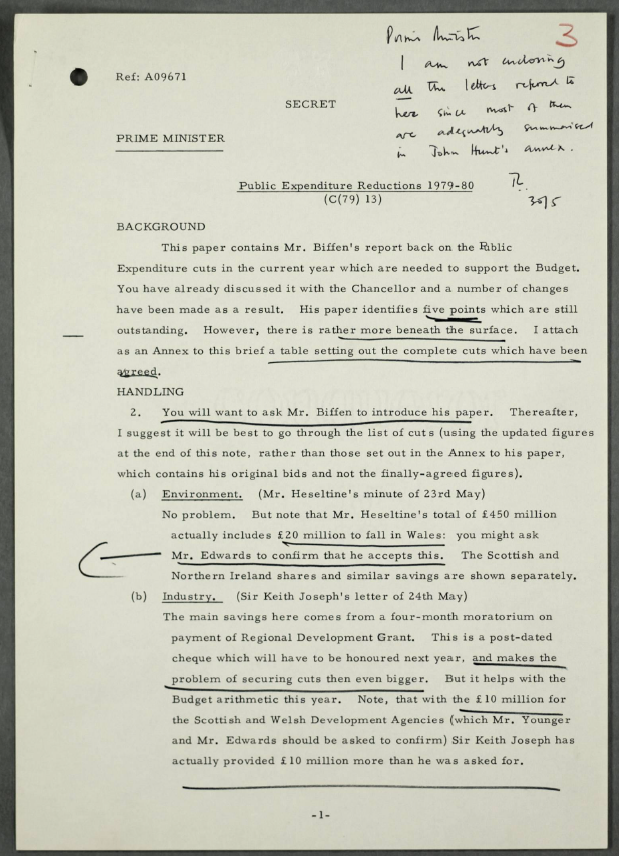 Prime Minister
3
I am not enclosing
all the letters referred to
here since most of them
are adequately summarised
in John Hunt's annex.
30/5
Ref: A09671
SECRET
PRIME MINISTER
Public Expenditure Reductions 1979-80
(C(79) 13)
BACKGROUND
This paper contains Mr. Biffen's report back on the Public
Expenditure cuts in the current year which are needed to support the Budget.
You have already discussed it with the Chancellor and a number of changes
have been made as a result. His paper identifies five points which are still
outstanding. However, there is rather more beneath the surface. I attach
as an Annex to this brief a table setting out the complete cuts which have been
agreed.
HANDLING
2. You will want to ask Mr. Biffen to introduce his paper. Thereafter,
I suggest it will be best to go through the list of cuts (using the updated figures
at the end of this note, rather than those set out in the Annex to his paper,
which contains his original bids and not the finally-agreed figures).
(a) Environment. (Mr. Heseltine's minute of 23rd May)
No problem. But note that Mr. Heseltine's total of £450 million
actually includes £20 million to fall in Wales: you might ask
Mr. Edwards to confirm that he accepts this. The Scottish and
Northern Ireland shares and similar savings are shown separately.
(b) Industry. (Sir Keith Joseph's letter of 24th May)
The main savings here comes from a four-month moratorium on
payment of Regional Development Grant. This is a post-dated
cheque which will have to be honoured next year, and makes the
problem of securing cuts then even bigger. But it helps with the
Budget arithmetic this year. Note, that with the £10 million for
the Scottish and Welsh Development Agencies (which Mr. Younger
and Mr. Edwards should be asked to confirm) Sir Keith Joseph has
actually provided £10 million more than he was asked for.
-1-